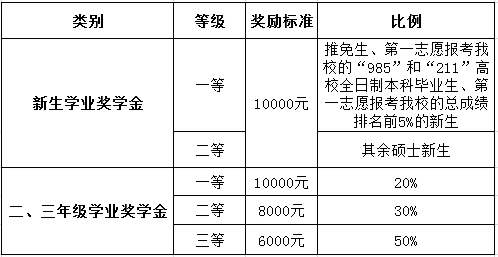 类别 等级 奖励标准 比例
新生学业奖学金 一等 10000元 推免生、第一志愿报考我
校的“985”和“211”高
校全日制本科毕业生、第
一志愿报考我校的总成绩
排名前5%的新生
二等 其余硕士新生
二、三年级学业奖学金 一等 10000元 20%
二等 8000元 30%
三等 6000元 50%